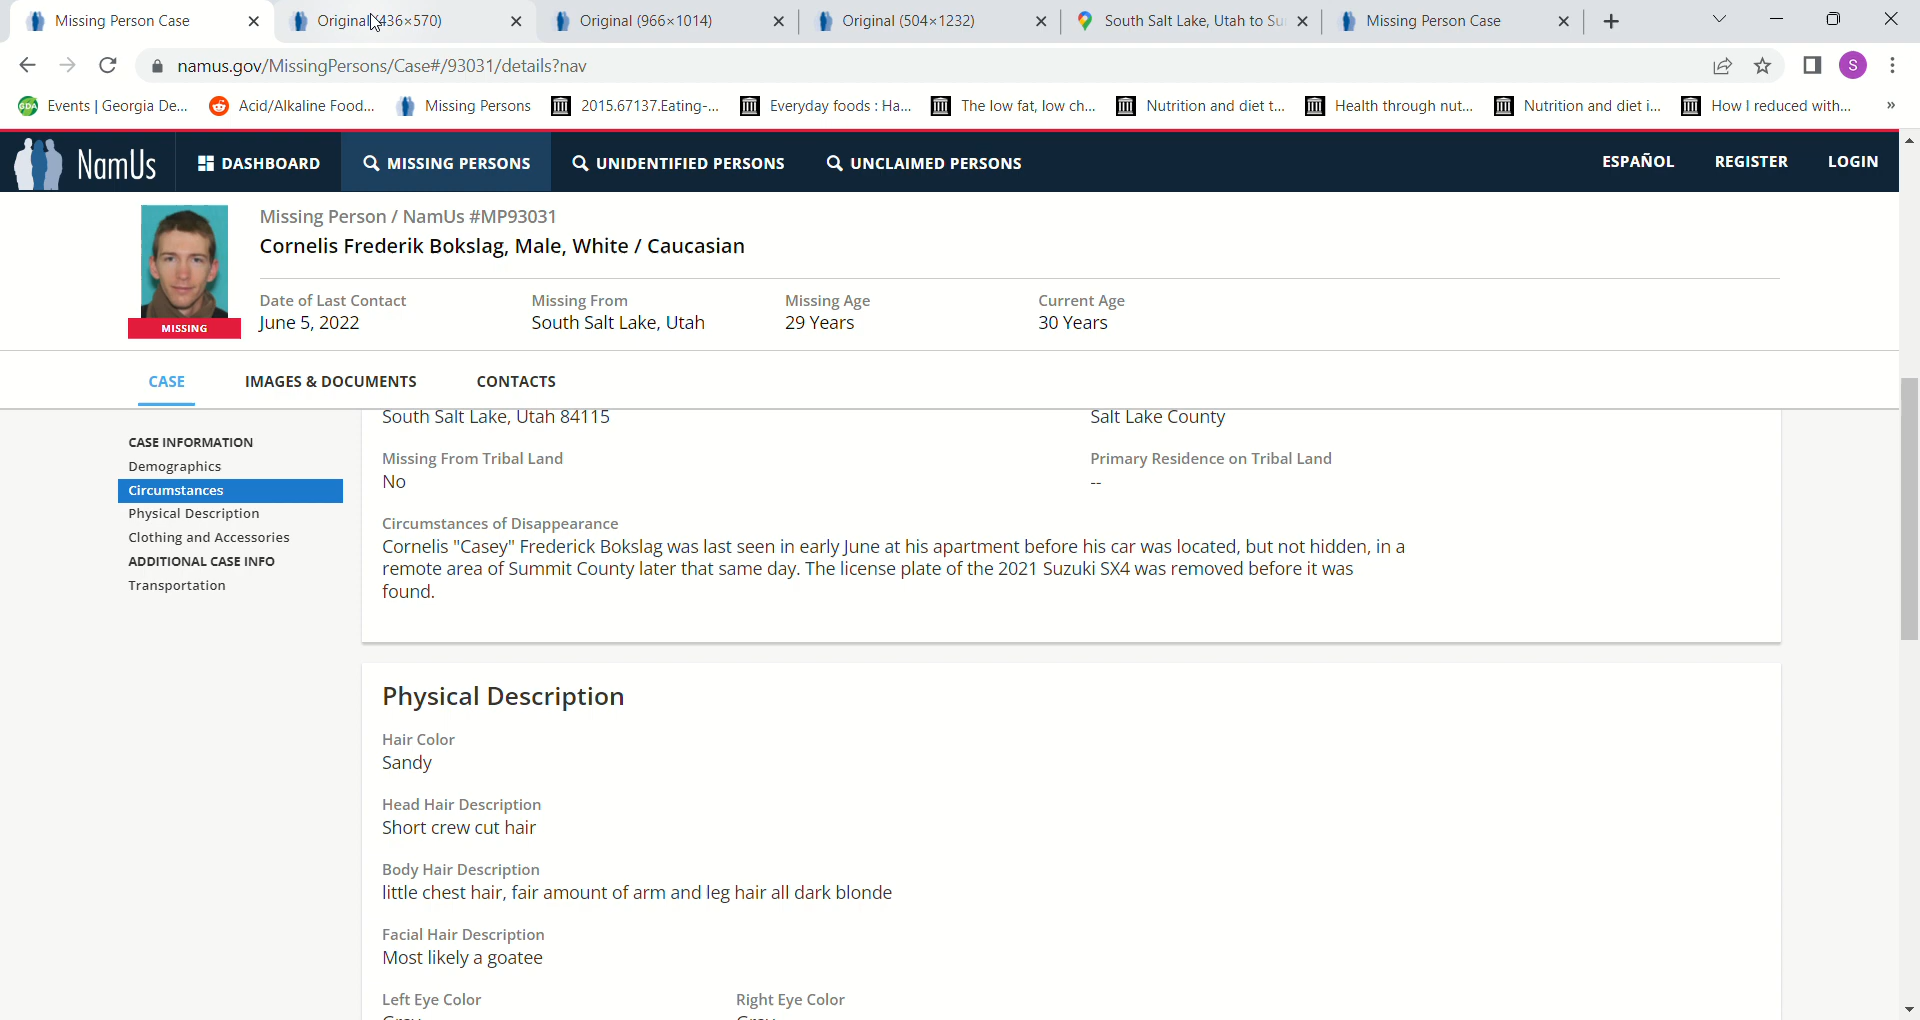 Missing Person Case
Original (436×570)
Original (966×1014)
Original (504×1232)
South Salt Lake, Utah to Su
Missing Person Case
namus.gov/MissingPersons/Case#/93031/details?nav
S
GDA Events | Georgia De...
Acid/Alkaline Food...
Missing Persons
2015.67137.Eating-...
Everyday foods : Ha...
The low fat, low ch...
Nutrition and diet t...
Health through nut...
Nutrition and diet i...
How I reduced with...
»
NamUs
DASHBOARD
MISSING PERSONS
UNIDENTIFIED PERSONS
UNCLAIMED PERSONS
ESPAÑOL
REGISTER
LOGIN
MISSING
Missing Person / NamUs #MP93031
Cornelis Frederik Bokslag, Male, White / Caucasian
Date of Last Contact
June 5, 2022
Missing From
South Salt Lake, Utah
Missing Age
29 Years
Current Age
30 Years
CASE
IMAGES & DOCUMENTS
CONTACTS
CASE INFORMATION
Demographics
Circumstances
Physical Description
Clothing and Accessories
ADDITIONAL CASE INFO
Transportation
South Salt Lake, Utah 84115
Salt Lake County
Missing From Tribal Land
No
Primary Residence on Tribal Land
--
Circumstances of Disappearance
Cornelis "Casey" Frederick Bokslag was last seen in early June at his apartment before his car was located, but not hidden, in a
remote area of Summit County later that same day. The license plate of the 2021 Suzuki SX4 was removed before it was
found.
Physical Description
Hair Color
Sandy
Head Hair Description
Short crew cut hair
Body Hair Description
little chest hair, fair amount of arm and leg hair all dark blonde
Facial Hair Description
Most likely a goatee
Left Eye Color
Gray
Right Eye Color
Gray